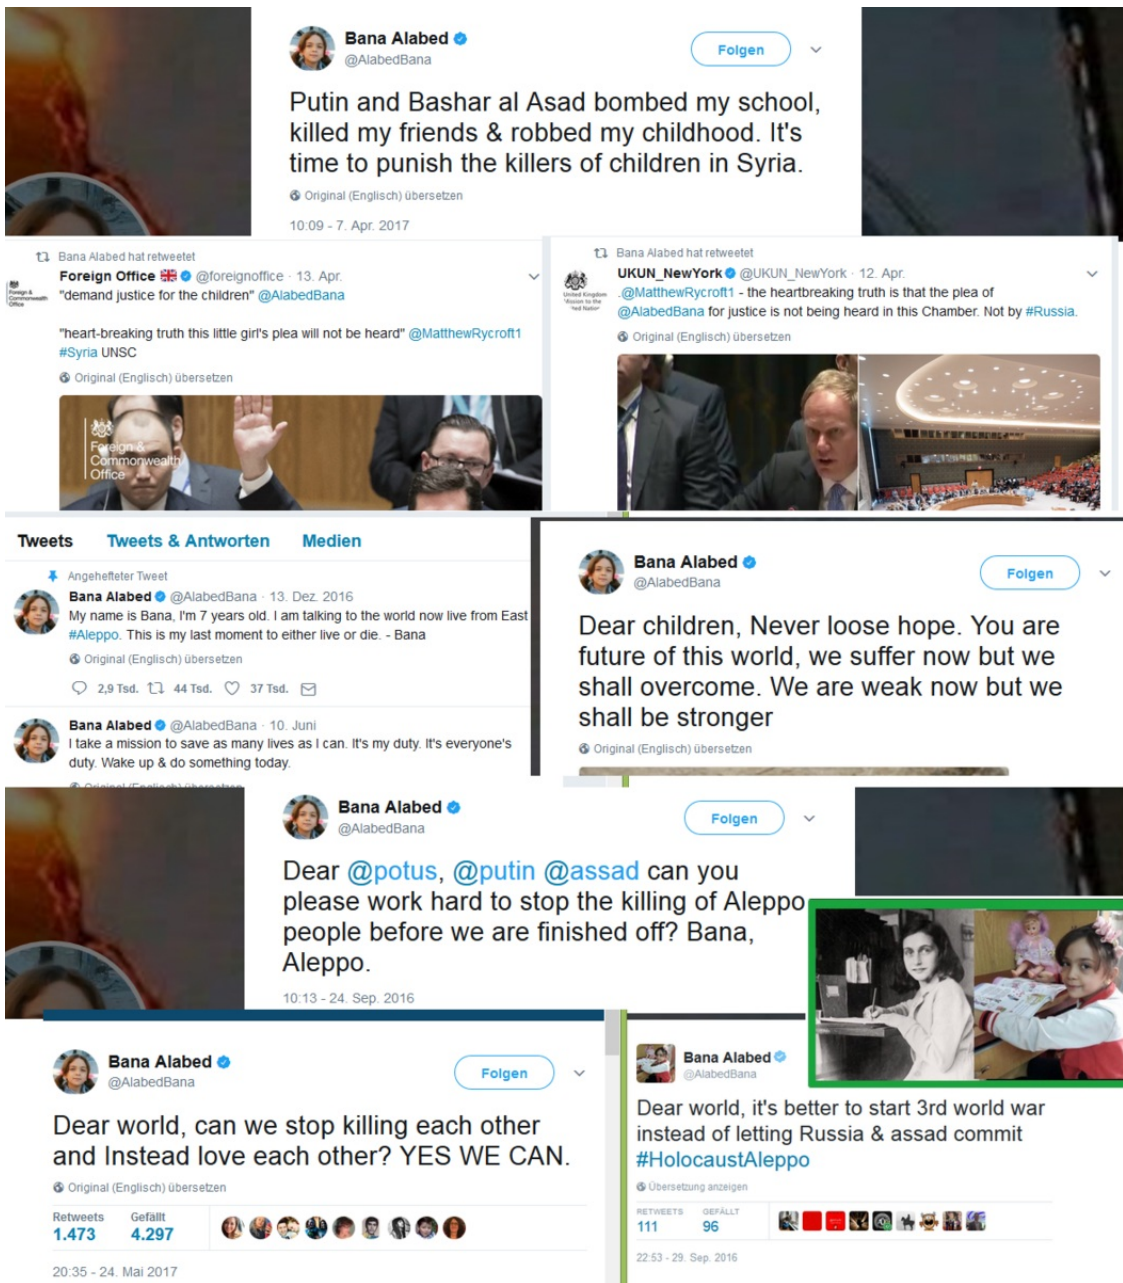 Bana Alabed
@AlabedBana
Folgen
Putin and Bashar al Asad bombed my school,
killed my friends & robbed my childhood. It's
time to punish the killers of children in Syria.
Original (Englisch) übersetzen
10:09 - 7. Apr. 2017
Bana Alabed hat retweetet
Foreign Office @foreignoffice · 13. Apr.
"demand justice for the children" @AlabedBana
"heart-breaking truth this little girl's plea will not be heard" @MatthewRycroft1
#Syria UNSC
Original (Englisch) übersetzen
Foreign &
Commonwealth
Office
Foreign &
Commonwealth
Office
Bana Alabed hat retweetet
UKUN_NewYork @UKUN_NewYork · 12. Apr.
.@MatthewRycroft1 - the heartbreaking truth is that the plea of
@AlabedBana for justice is not being heard in this Chamber. Not by #Russia.
Original (Englisch) übersetzen
United Kingdom
Mission to the
United Nations
Tweets Tweets & Antworten Medien
Angehefteter Tweet
Bana Alabed @AlabedBana · 13. Dez. 2016
My name is Bana, I'm 7 years old. I am talking to the world now live from East
#Aleppo. This is my last moment to either live or die. - Bana
Original (Englisch) übersetzen
2,9 Tsd. 44 Tsd. 37 Tsd.
Bana Alabed @AlabedBana · 10. Juni
I take a mission to save as many lives as I can. It's my duty. It's everyone's
duty. Wake up & do something today.
Original (Englisch) übersetzen
Bana Alabed
@AlabedBana
Folgen
Dear children, Never loose hope. You are
future of this world, we suffer now but we
shall overcome. We are weak now but we
shall be stronger
Original (Englisch) übersetzen
Bana Alabed
@AlabedBana
Folgen
Dear @potus, @putin @assad can you
please work hard to stop the killing of Aleppo
people before we are finished off? Bana,
Aleppo.
10:13 - 24. Sep. 2016
Bana Alabed
@AlabedBana
Folgen
Dear world, can we stop killing each other
and Instead love each other? YES WE CAN.
Original (Englisch) übersetzen
Retweets Gefällt
1.473 4.297
20:35 - 24. Mai 2017
Bana Alabed
@AlabedBana
Dear world, it's better to start 3rd world war
instead of letting Russia & assad commit
#HolocaustAleppo
Übersetzung anzeigen
RETWEETS GEFÄLLT
111 96
22:53 - 29. Sep. 2016